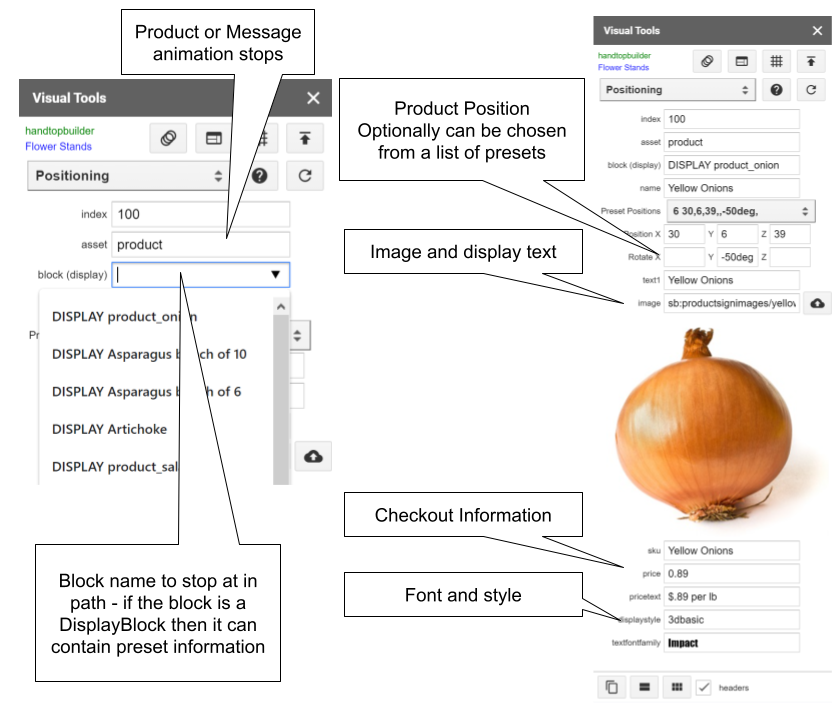 Product or Message
animation stops
Visual Tools
handtopbuilder
Flower Stands
Positioning
index 100
asset product
block (display)
DISPLAY product_onion
DISPLAY Asparagus bunch of 10
DISPLAY Asparagus bunch of 6
DISPLAY Artichoke
DISPLAY product_sal
Pr
Block name to stop at in
path - if the block is a
DisplayBlock then it can
contain preset information
Product Position
Optionally can be chosen
from a list of presets
Image and display text
Checkout Information
Font and style
Visual Tools
handtopbuilder
Flower Stands
Positioning
index 100
asset product
block (display) DISPLAY product_onion
name Yellow Onions
Preset Positions 6 30,6,39,,-50deg,
Position X 30 Y 6 Z 39
Rotate X Y -50deg Z
text1 Yellow Onions
image sb:productsignimages/yellov
sku Yellow Onions
price 0.89
pricetext $.89 per lb
displaystyle 3dbasic
textfontfamily Impact
headers